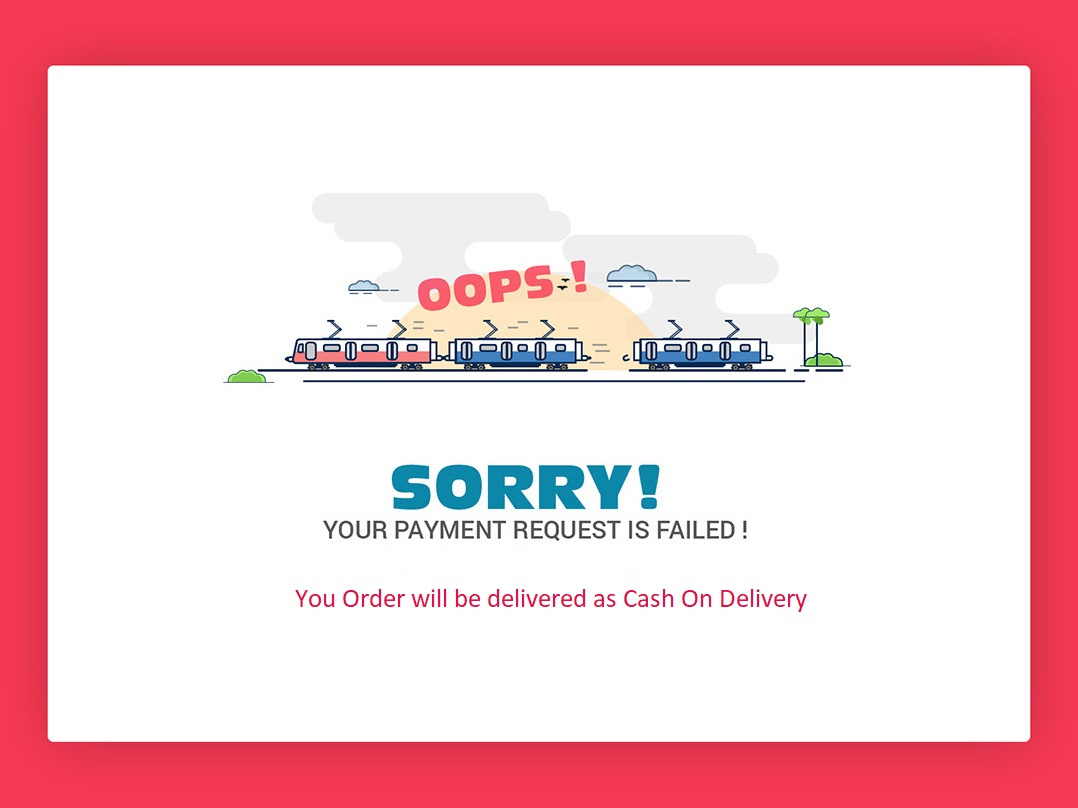 OOPS !
SORRY!
YOUR PAYMENT REQUEST IS FAILED !
You Order will be delivered as Cash On Delivery